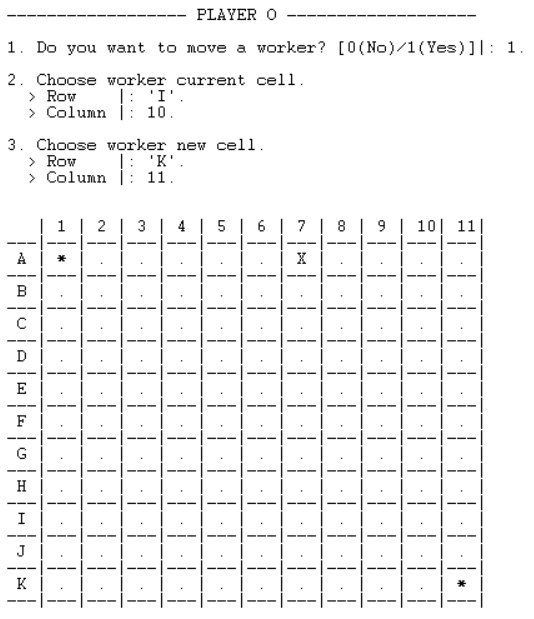 ------------------ PLAYER O -------------------
1. Do you want to move a worker? [0(No)/1(Yes)]|: 1.
2. Choose worker current cell.
> Row    |: 'I'.
> Column |: 10.
3. Choose worker new cell.
> Row    |: 'K'.
> Column |: 11.
   | 1 | 2 | 3 | 4 | 5 | 6 | 7 | 8 | 9 | 10| 11|
---|---|---|---|---|---|---|---|---|---|---|---|
 A | * | . | . | . | . | . | X | . | . | . | . |
---|---|---|---|---|---|---|---|---|---|---|---|
 B | . | . | . | . | . | . | . | . | . | . | . |
---|---|---|---|---|---|---|---|---|---|---|---|
 C | . | . | . | . | . | . | . | . | . | . | . |
---|---|---|---|---|---|---|---|---|---|---|---|
 D | . | . | . | . | . | . | . | . | . | . | . |
---|---|---|---|---|---|---|---|---|---|---|---|
 E | . | . | . | . | . | . | . | . | . | . | . |
---|---|---|---|---|---|---|---|---|---|---|---|
 F | . | . | . | . | . | . | . | . | . | . | . |
---|---|---|---|---|---|---|---|---|---|---|---|
 G | . | . | . | . | . | . | . | . | . | . | . |
---|---|---|---|---|---|---|---|---|---|---|---|
 H | . | . | . | . | . | . | . | . | . | . | . |
---|---|---|---|---|---|---|---|---|---|---|---|
 I | . | . | . | . | . | . | . | . | . | . | . |
---|---|---|---|---|---|---|---|---|---|---|---|
 J | . | . | . | . | . | . | . | . | . | . | . |
---|---|---|---|---|---|---|---|---|---|---|---|
 K | . | . | . | . | . | . | . | . | . | . | * |
---|---|---|---|---|---|---|---|---|---|---|---|